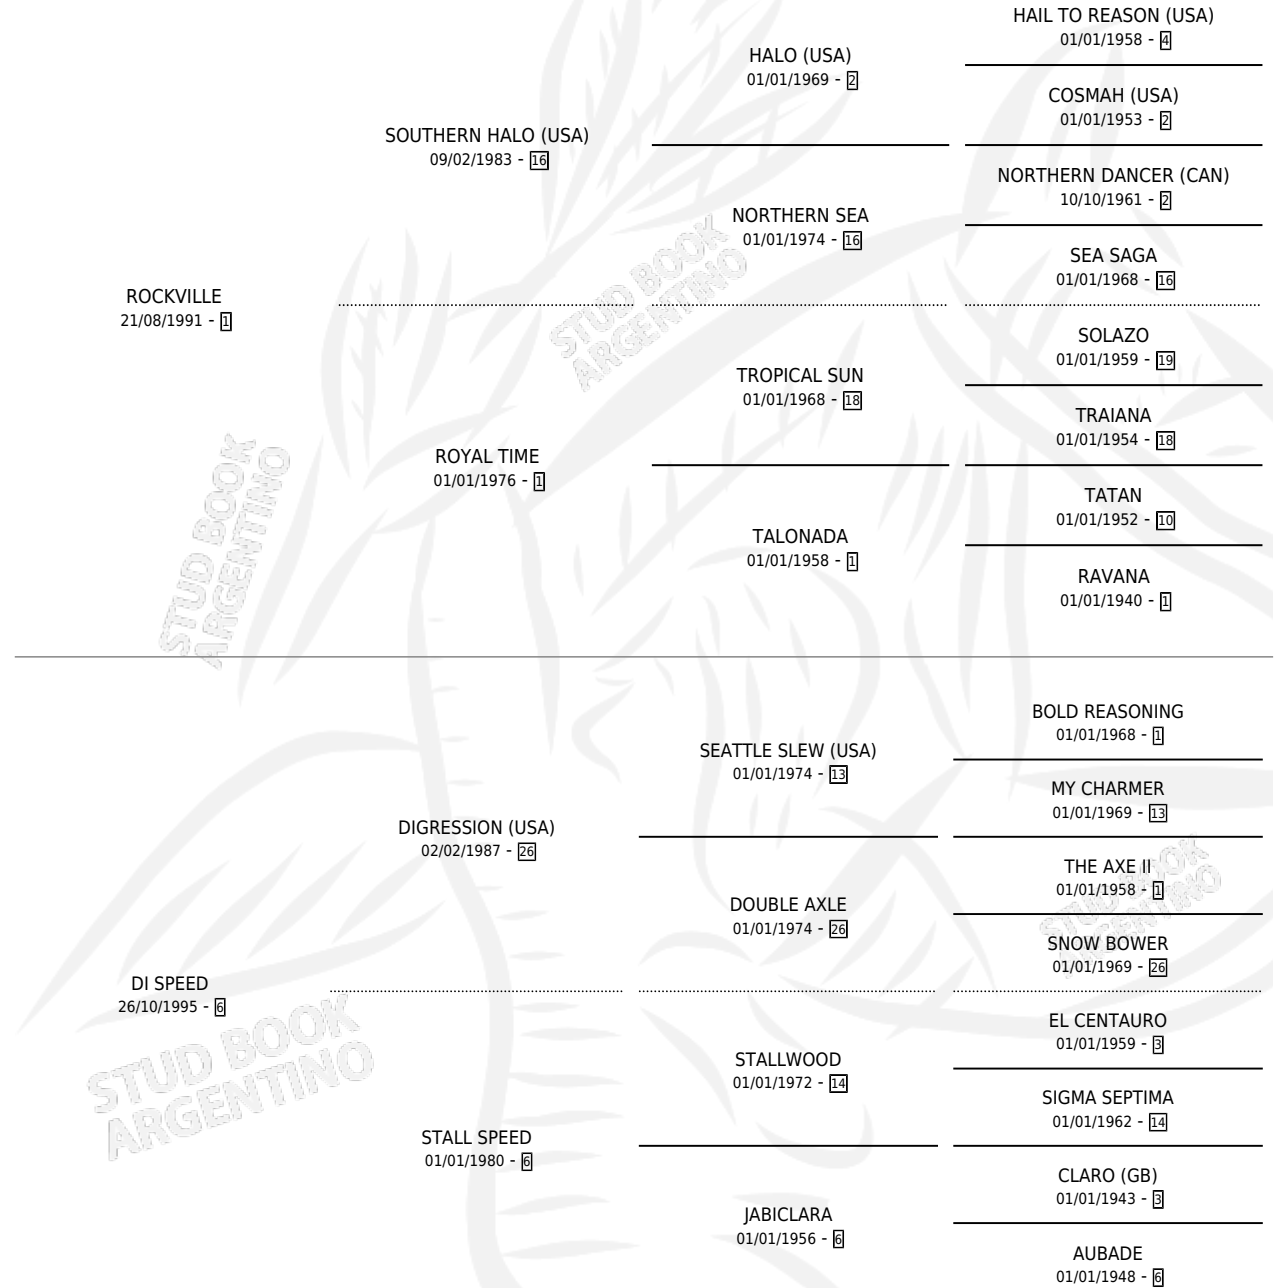 HAIL TO REASON (USA)
01/01/1958 - 4
HALO (USA)
01/01/1969 - 2
COSMAH (USA)
01/01/1953 - 2
SOUTHERN HALO (USA)
09/02/1983 - 16
NORTHERN DANCER (CAN)
10/10/1961 - 2
NORTHERN SEA
01/01/1974 - 16
SEA SAGA
01/01/1968 - 16
STUD BOOK
ARGENTINO
ROCKVILLE
21/08/1991 - 1
SOLAZO
01/01/1959 - 19
TROPICAL SUN
01/01/1968 - 18
TRAIANA
01/01/1954 - 18
ROYAL TIME
01/01/1976 - 1
TATAN
01/01/1952 - 10
TALONADA
01/01/1958 - 1
RAVANA
01/01/1940 - 1
STUD BOOK
ARGENTINO
BOLD REASONING
01/01/1968 - 1
SEATTLE SLEW (USA)
01/01/1974 - 13
MY CHARMER
01/01/1969 - 13
DIGRESSION (USA)
02/02/1987 - 26
THE AXE II
01/01/1958 - 1
DOUBLE AXLE
01/01/1974 - 26
STUD BOOK
ARGENTINO
SNOW BOWER
01/01/1969 - 26
DI SPEED
26/10/1995 - 6
EL CENTAURO
01/01/1959 - 3
STALLWOOD
01/01/1972 - 14
SIGMA SEPTIMA
01/01/1962 - 14
STUD BOOK
ARGENTINO
STALL SPEED
01/01/1980 - 6
CLARO (GB)
01/01/1943 - 3
JABICLARA
01/01/1956 - 6
AUBADE
01/01/1948 - 6